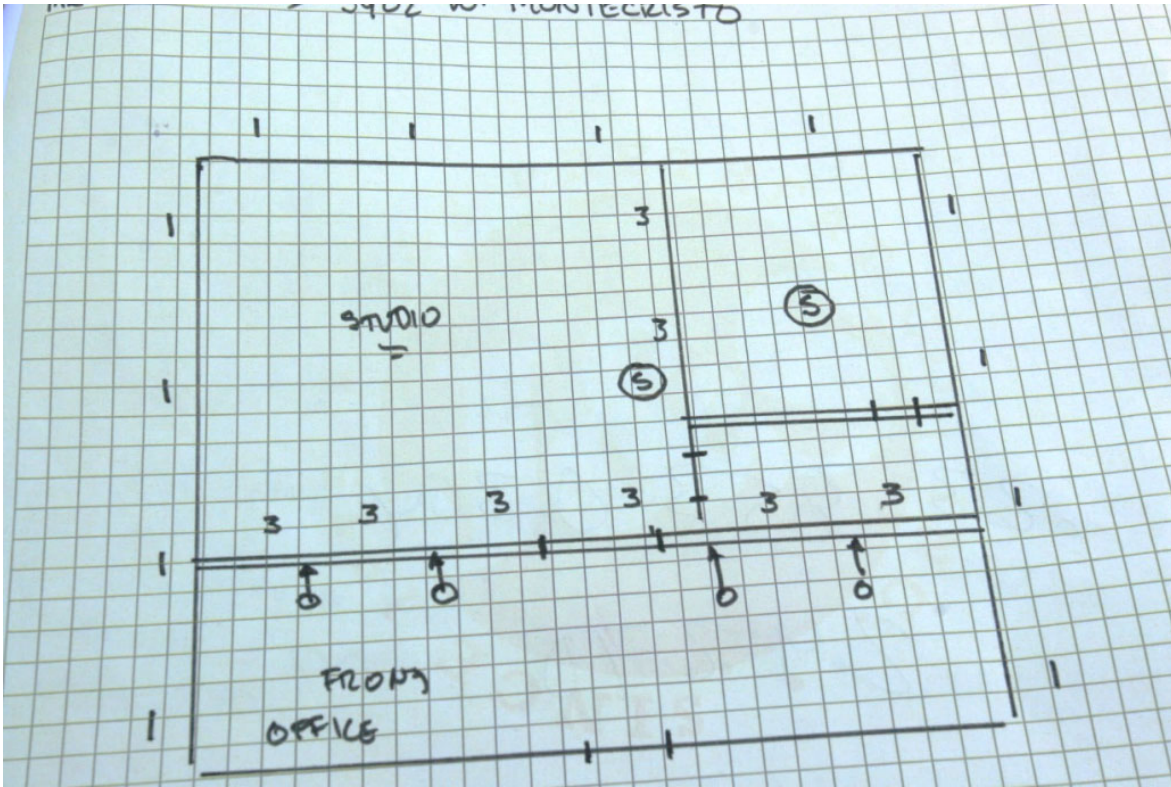 W. MONTECRISTO
1 1 1 1
1 3 1
S
STUDIO 3
1 S 1
3 3 3 3 3 3 1
1
FRONT
OFFICE
1 1